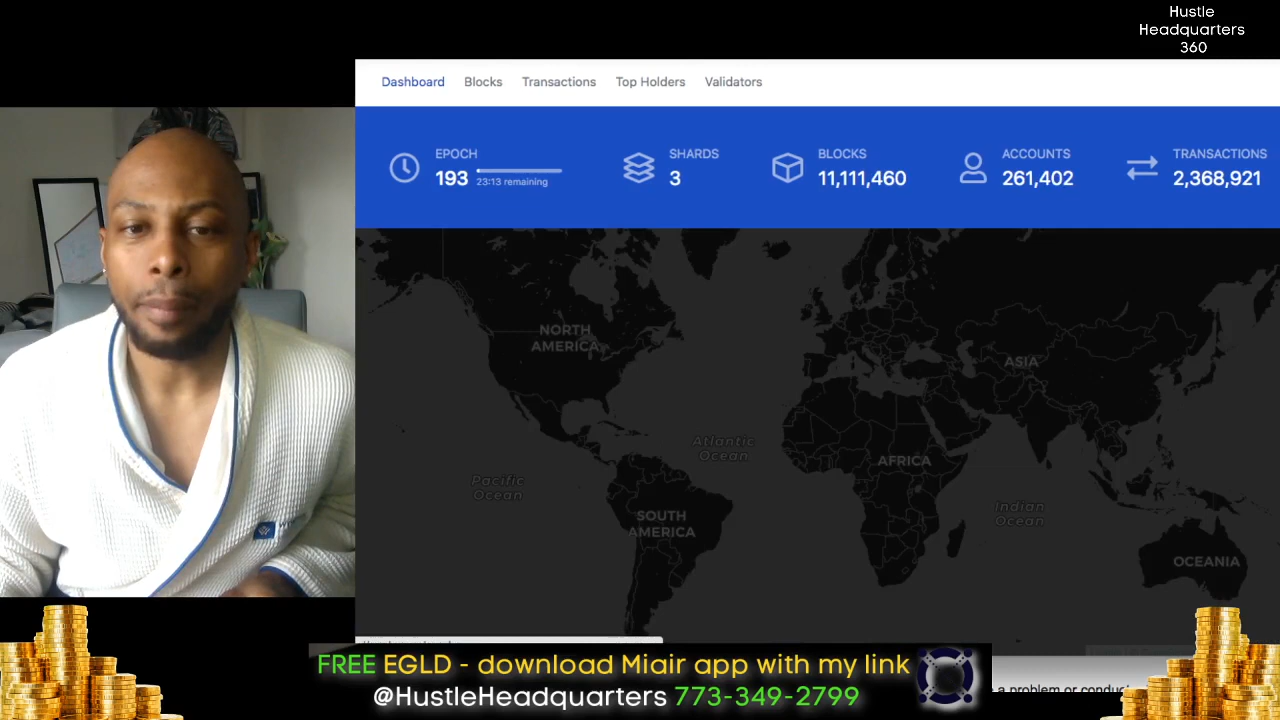 Hustle
Headquarters
360
Dashboard Blocks Transactions Top Holders Validators
EPOCH
193 23:13 remaining
SHARDS
3
BLOCKS
11,111,460
ACCOUNTS
261,402
TRANSACTIONS
2,368,921
NORTH
AMERICA
ASIA
Atlantic
Ocean
AFRICA
Pacific
Ocean
SOUTH
AMERICA
Indian
Ocean
OCEANIA
FREE EGLD - download Miair app with my link
@HustleHeadquarters 773-349-2799
a problem or